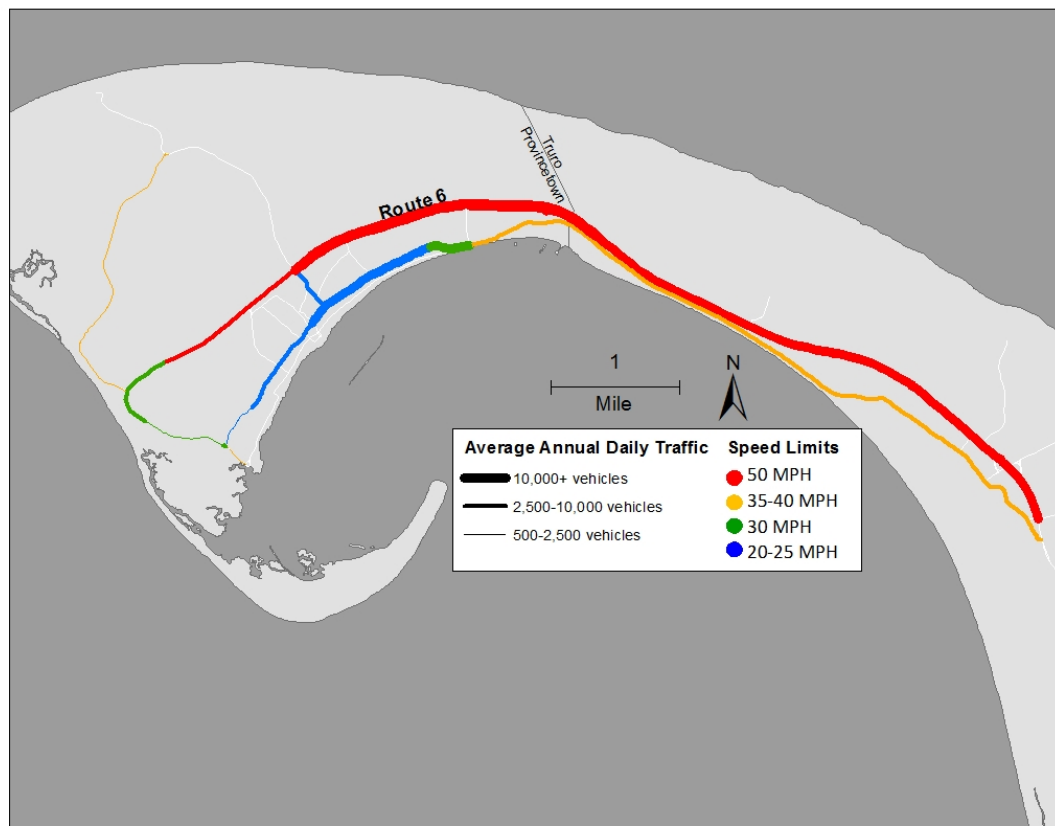 Truro
Provincetown
Route 6
1
Mile
N
Average Annual Daily Traffic
10,000+ vehicles
2,500-10,000 vehicles
500-2,500 vehicles
Speed Limits
50 MPH
35-40 MPH
30 MPH
20-25 MPH